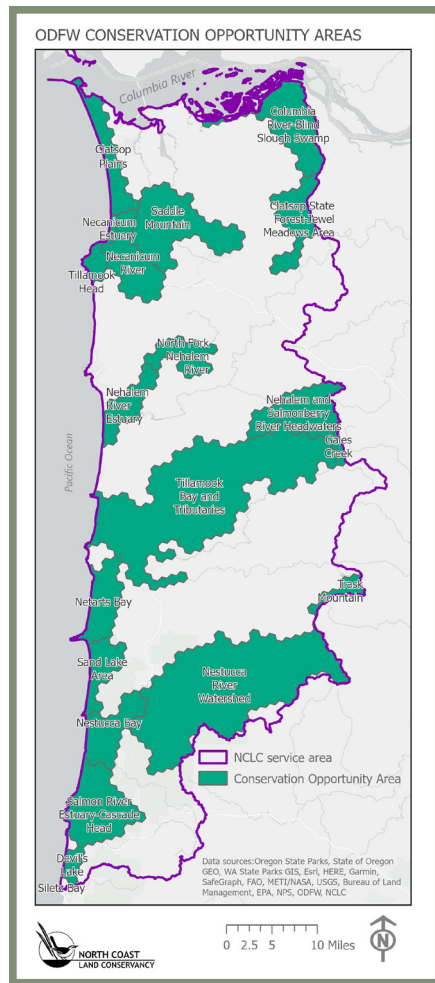 ODFW CONSERVATION OPPORTUNITY AREAS
Columbia River
Columbia
River-Blind
Slough Swamp
Clatsop
Plains
Clatsop State
Forest-Jewel
Meadows Area
Saddle
Mountain
Necanicum
Estuary
Necanicum
River
Tillamook
Head
North Fork
Nehalem
River
Nehalem
River
Estuary
Nehalem and
Salmonberry
River Headwaters
Gales
Creek
Pacific Ocean
Tillamook
Bay and
Tributaries
Trask
Mountain
Netarts Bay
Sand Lake
Area
Nestucca
River
Watershed
Nestucca Bay
NCLC service area
Conservation Opportunity Area
Salmon River
Estuary-Cascade
Head
Devil's
Lake
Siletz Bay
Data sources:Oregon State Parks, State of Oregon
GEO, WA State Parks GIS, Esri, HERE, Garmin,
SafeGraph, FAO, METI/NASA, USGS, Bureau of Land
Management, EPA, NPS, ODFW, NCLC
NORTH COAST
LAND CONSERVANCY
0 2.5 5 10 Miles
N